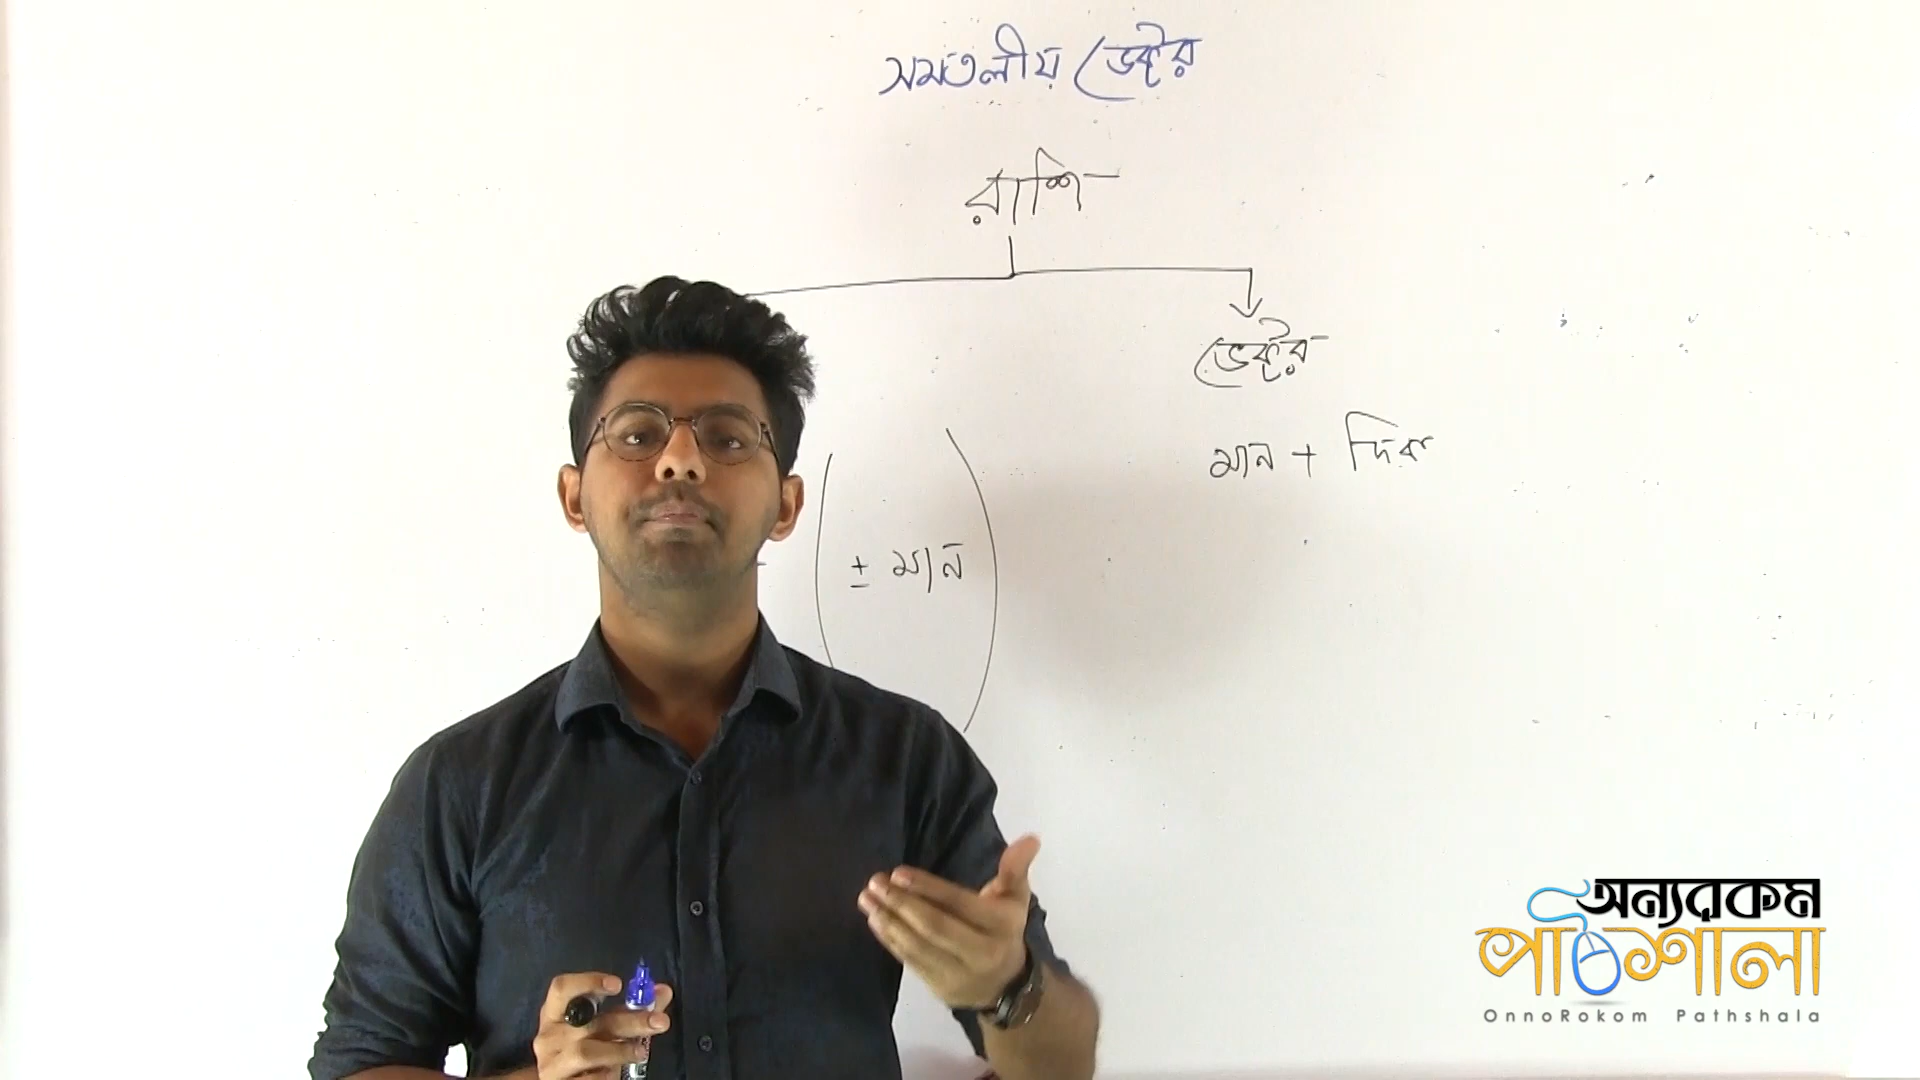 সমতলীয় ভেক্টর
রাশি
ভেক্টর
মান + দিক
± মান
অন্যরকম
পাঠশালা
OnnoRokom Pathshala